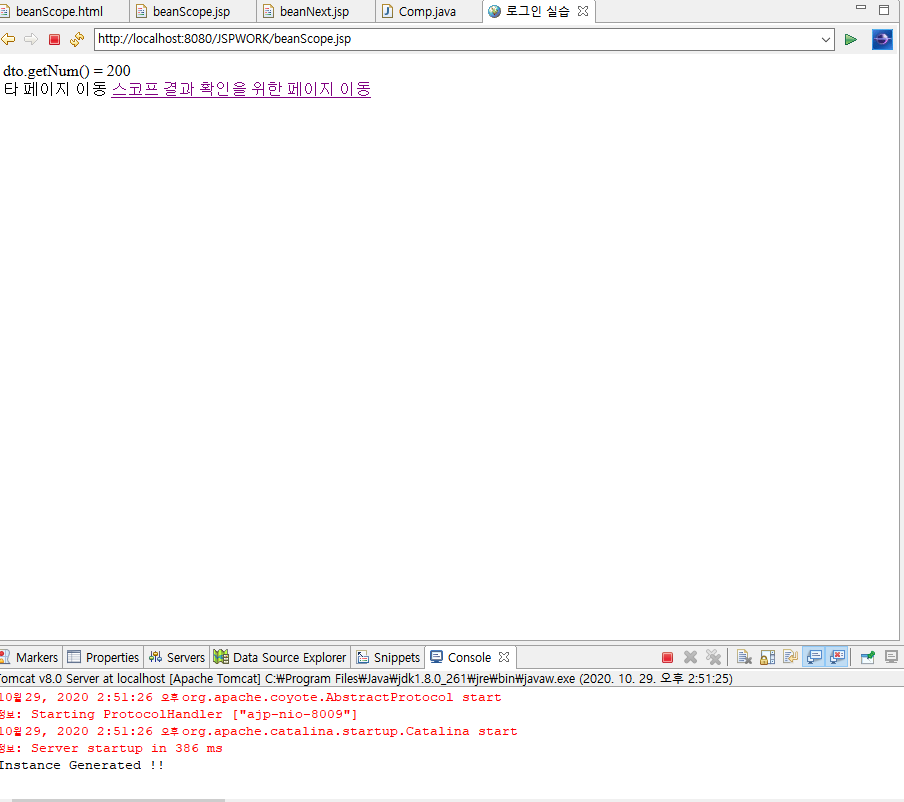 beanScope.html beanScope.jsp beanNext.jsp Comp.java 로그인 실습
http://localhost:8080/JSPWORK/beanScope.jsp
dto.getNum() = 200
타 페이지 이동 스코프 결과 확인을 위한 페이지 이동
Markers Properties Servers Data Source Explorer Snippets Console
Tomcat v8.0 Server at localhost [Apache Tomcat] C:₩Program Files₩Java₩jdk1.8.0_261₩jre₩bin₩javaw.exe (2020. 10. 29. 오후 2:51:25)
10월 29, 2020 2:51:26 오후 org.apache.coyote.AbstractProtocol start
정보: Starting ProtocolHandler ["ajp-nio-8009"]
10월 29, 2020 2:51:26 오후 org.apache.catalina.startup.Catalina start
정보: Server startup in 386 ms
Instance Generated !!